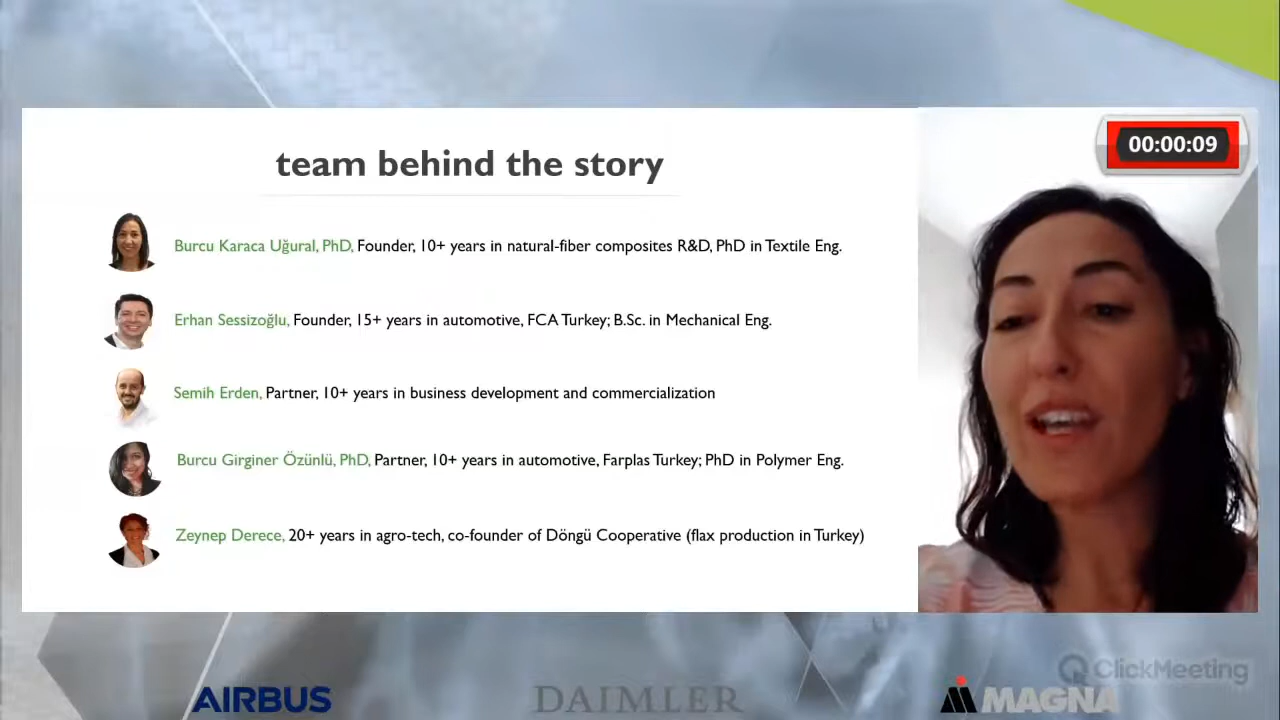 00:00:09
team behind the story
Burcu Karaca Uğural, PhD, Founder, 10+ years in natural-fiber composites R&D, PhD in Textile Eng.
Erhan Sessizoğlu, Founder, 15+ years in automotive, FCA Turkey; B.Sc. in Mechanical Eng.
Semih Erden, Partner, 10+ years in business development and commercialization
Burcu Girginer Özünlü, PhD, Partner, 10+ years in automotive, Farplas Turkey; PhD in Polymer Eng.
Zeynep Derece, 20+ years in agro-tech, co-founder of Döngü Cooperative (flax production in Turkey)
ClickMeeting
AIRBUS DAIMLER MAGNA